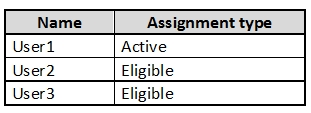 Name Assignment type
User1 Active
User2 Eligible
User3 Eligible